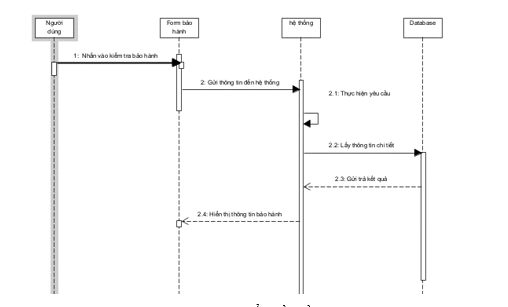 Người
dùng
Form bảo
hành
hệ thống
Database
1: Nhấn vào kiểm tra bảo hành
2: Gửi thông tin đến hệ thống
2.1: Thực hiện yêu cầu
2.2: Lấy thông tin chi tiết
2.3: Gửi trả kết quả
2.4: Hiển thị thông tin bảo hành